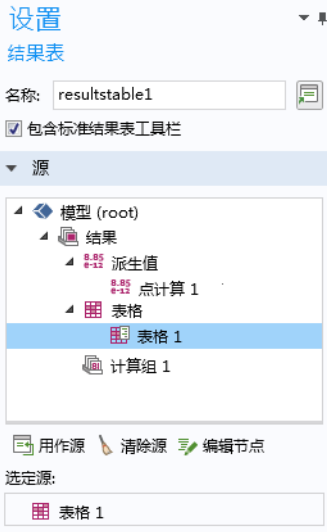 设置
结果表
名称: resultstable1
包含标准结果表工具栏
源
模型 (root)
结果
8.85 e-12 派生值
8.85 e-12 点计算 1
表格
表格 1
计算组 1
用作源 清除源 编辑节点
选定源:
表格 1